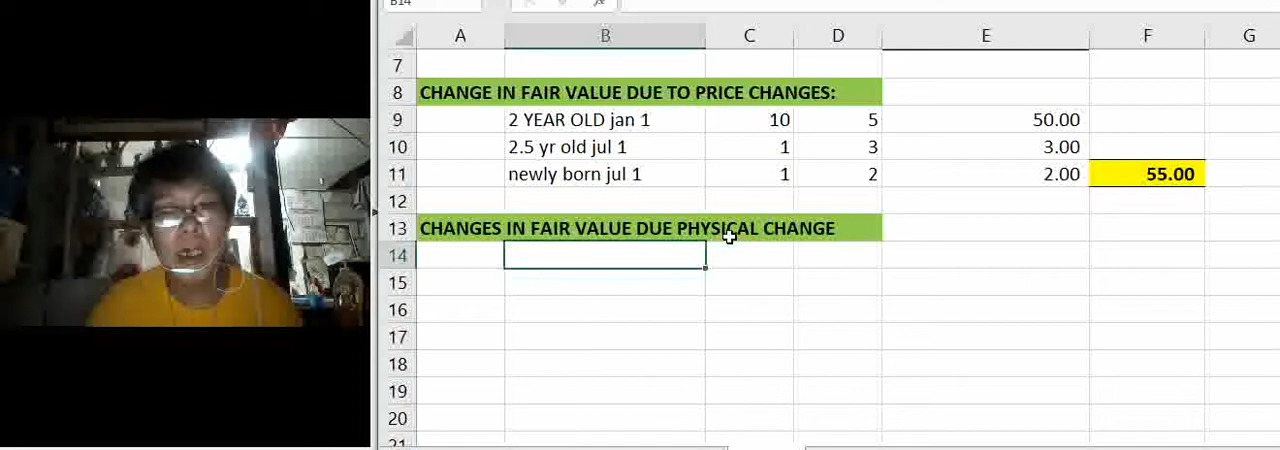 B14
A B C D E F G
7
8 CHANGE IN FAIR VALUE DUE TO PRICE CHANGES:
9 2 YEAR OLD jan 1 10 5 50.00
10 2.5 yr old jul 1 1 3 3.00
11 newly born jul 1 1 2 2.00 55.00
12
13 CHANGES IN FAIR VALUE DUE PHYSICAL CHANGE
14
15
16
17
18
19
20
21